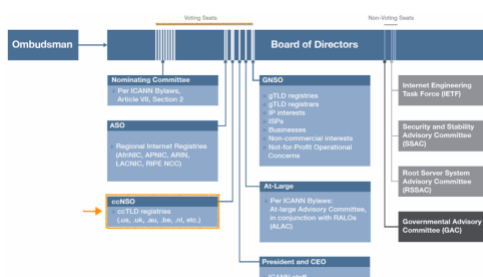 Voting Seats
Non-Voting Seats
Ombudsman
Board of Directors
Nominating Committee
Per ICANN Bylaws,
Article VII, Section 2
ASO
Regional Internet Registries
(AfriNIC, APNIC, ARIN,
LACNIC, RIPE NCC)
ccNSO
ccTLD registries
(.us, .uk, .au, .be, .nl, etc.)
GNSO
gTLD registries
gTLD registrars
IP interests
ISPs
Businesses
Non-commercial interests
Not-for-Profit Operational
Concerns
At-Large
Per ICANN Bylaws:
At-large Advisory Committee,
in conjunction with RALOs
(ALAC)
President and CEO
ICANN staff
Internet Engineering
Task Force (IETF)
Security and Stability
Advisory Committee
(SSAC)
Root Server System
Advisory Committee
(RSSAC)
Governmental Advisory
Committee (GAC)